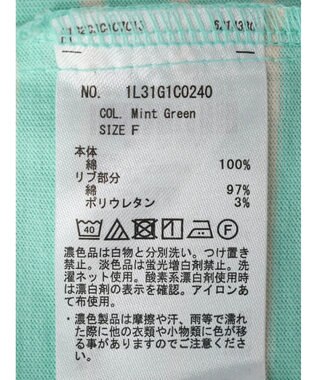 NO. 1L31G1C0240
COL. Mint Green
SIZE F
本体
綿 100%
リブ部分
綿 97%
ポリウレタン 3%
40 F
濃色品は白物と分別洗い。つけ置き
禁止。淡色品は蛍光増白剤禁止。洗
濯ネット使用。酸素系漂白剤使用時
は漂白剤の表示を確認。アイロンあ
て布使用。
・濃色製品は摩擦や汗、雨等で濡れ
た際に他の衣類や小物類に色が移
る事がありますのでご注意くださ
い。